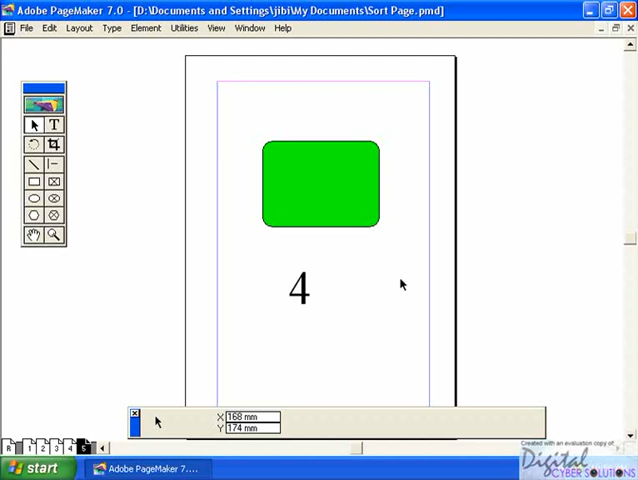 Adobe PageMaker 7.0 - [D:\Documents and Settings\jibi\My Documents\Sort Page.pmd]
File Edit Layout Type Element Utilities View Window Help
T
4
X 168 mm
Y 174 mm
R 1 2 3 4 5
Created with an evaluation copy of
Digital
CYBER SOLUTIONS
start Adobe PageMaker 7....